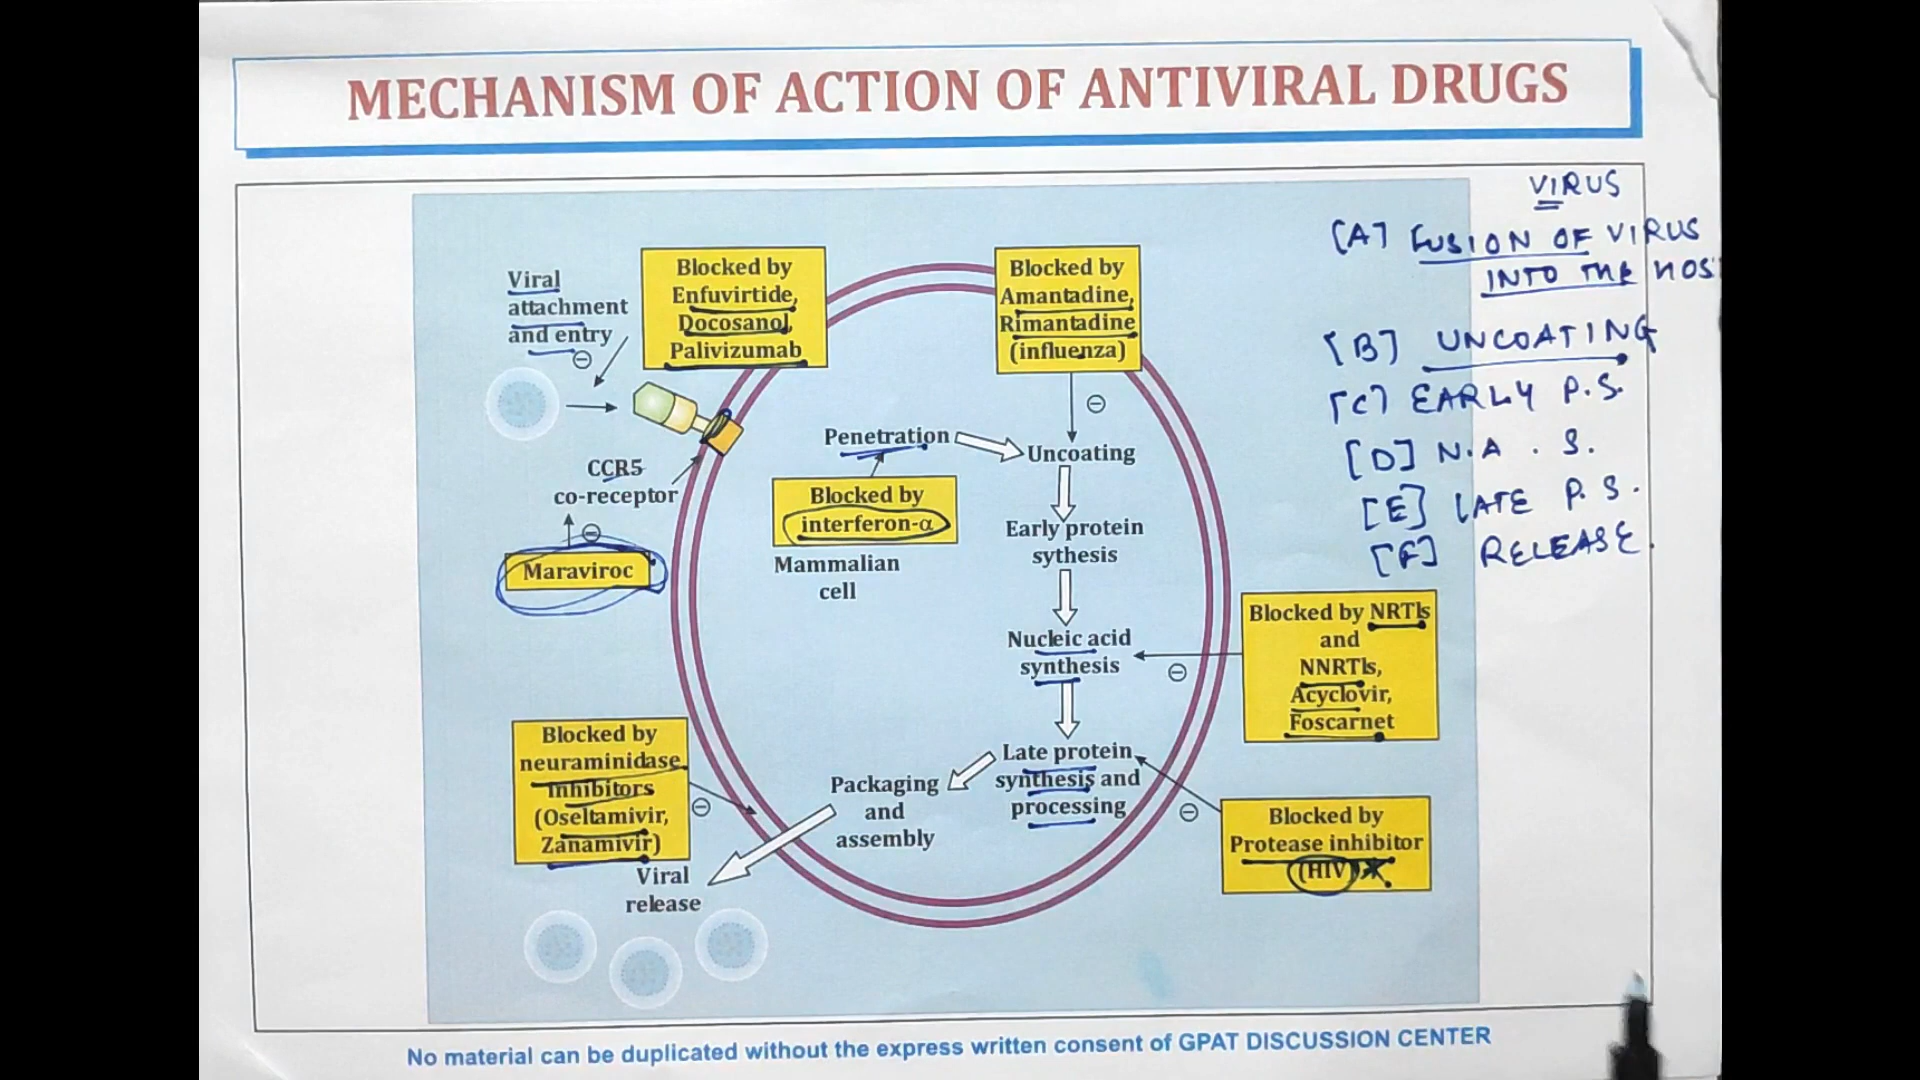 MECHANISM OF ACTION OF ANTIVIRAL DRUGS
Viral
attachment
and entry
Blocked by
Enfuvirtide,
Docosanol,
Palivizumab
Blocked by
Amantadine,
Rimantadine
(influenza)
CCR5
co-receptor
Maraviroc
Penetration
Blocked by
interferon-α
Mammalian
cell
Uncoating
Early protein
sythesis
Nucleic acid
synthesis
Late protein
synthesis and
processing
Packaging
and
assembly
Blocked by
neuraminidase
inhibitors
(Oseltamivir,
Zanamivir)
Viral
release
Blocked by NRTIs
and
NNRTIs,
Acyclovir,
Foscarnet
Blocked by
Protease inhibitor
(HIV)
VIRUS
[A] FUSION OF VIRUS
INTO THE HOS
[B] UNCOATING
[C] EARLY P.S.
[D] N.A. S.
[E] LATE P.S.
[F] RELEASE.
No material can be duplicated without the express written consent of GPAT DISCUSSION CENTER